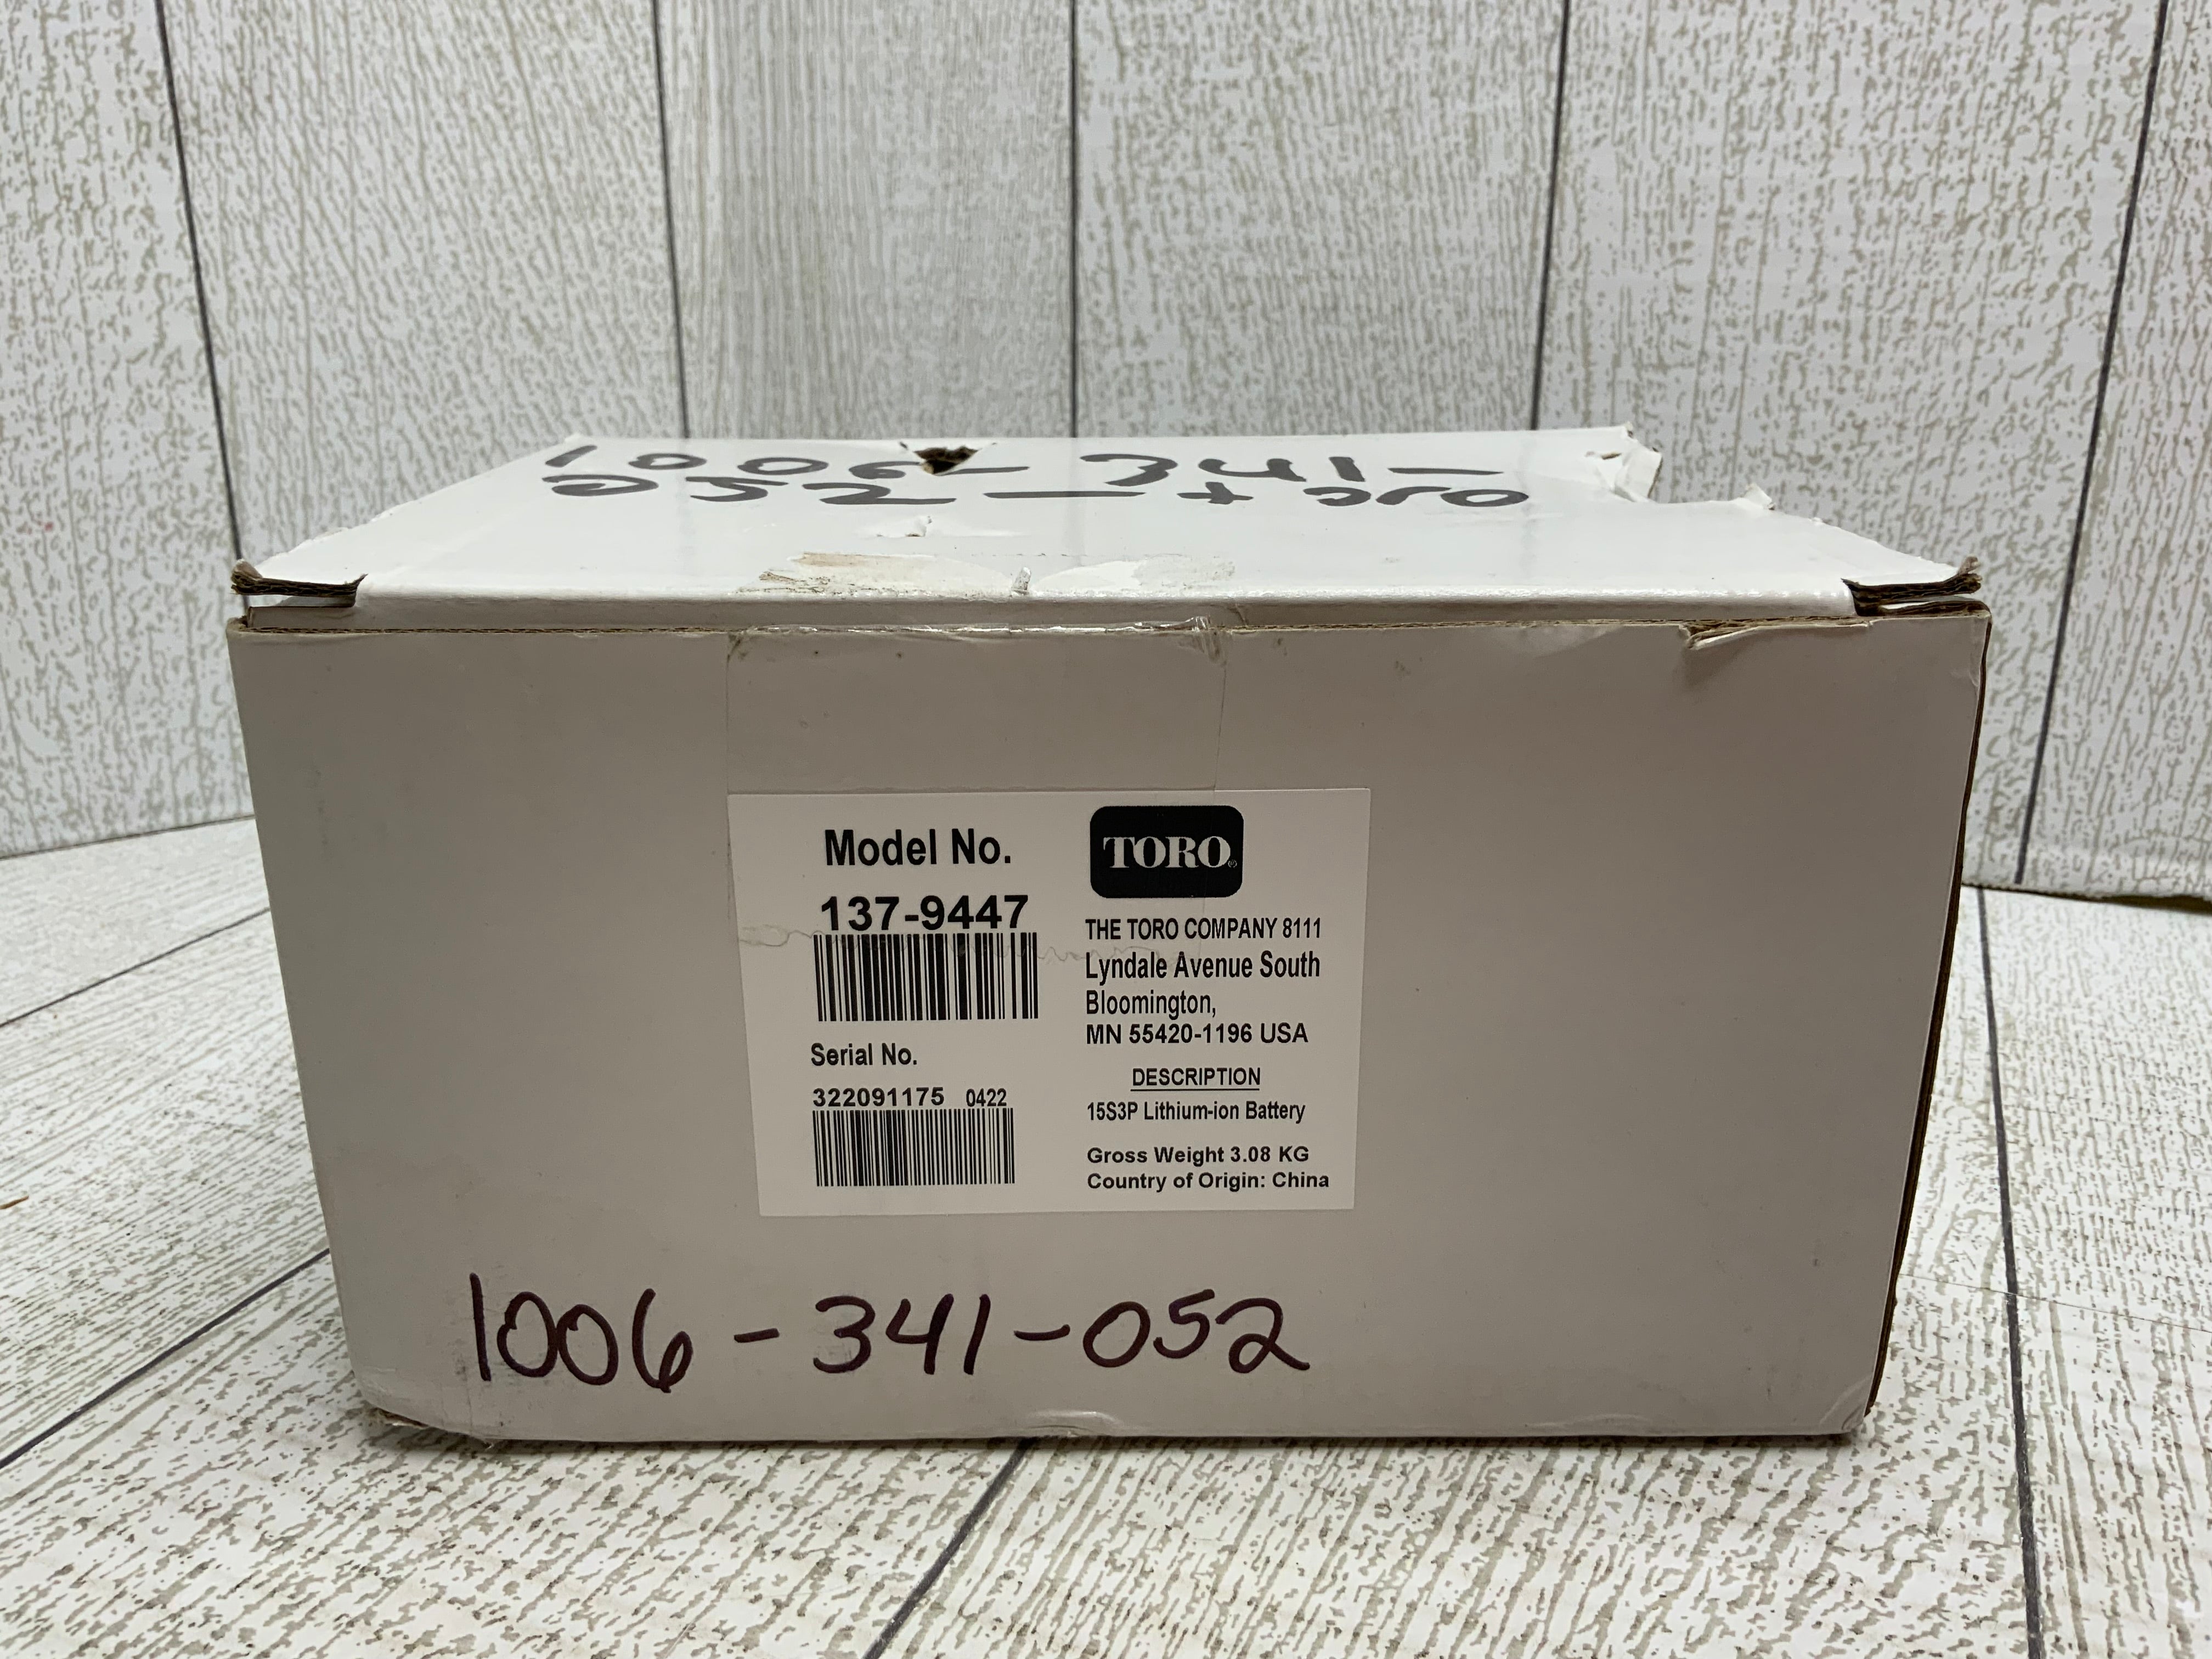 1006-341-
052 — toro
Model No.
137-9447
Serial No.
322091175 0422
TORO®
THE TORO COMPANY 8111
Lyndale Avenue South
Bloomington,
MN 55420-1196 USA
DESCRIPTION
15S3P Lithium-ion Battery
Gross Weight 3.08 KG
Country of Origin: China
1006-341-052